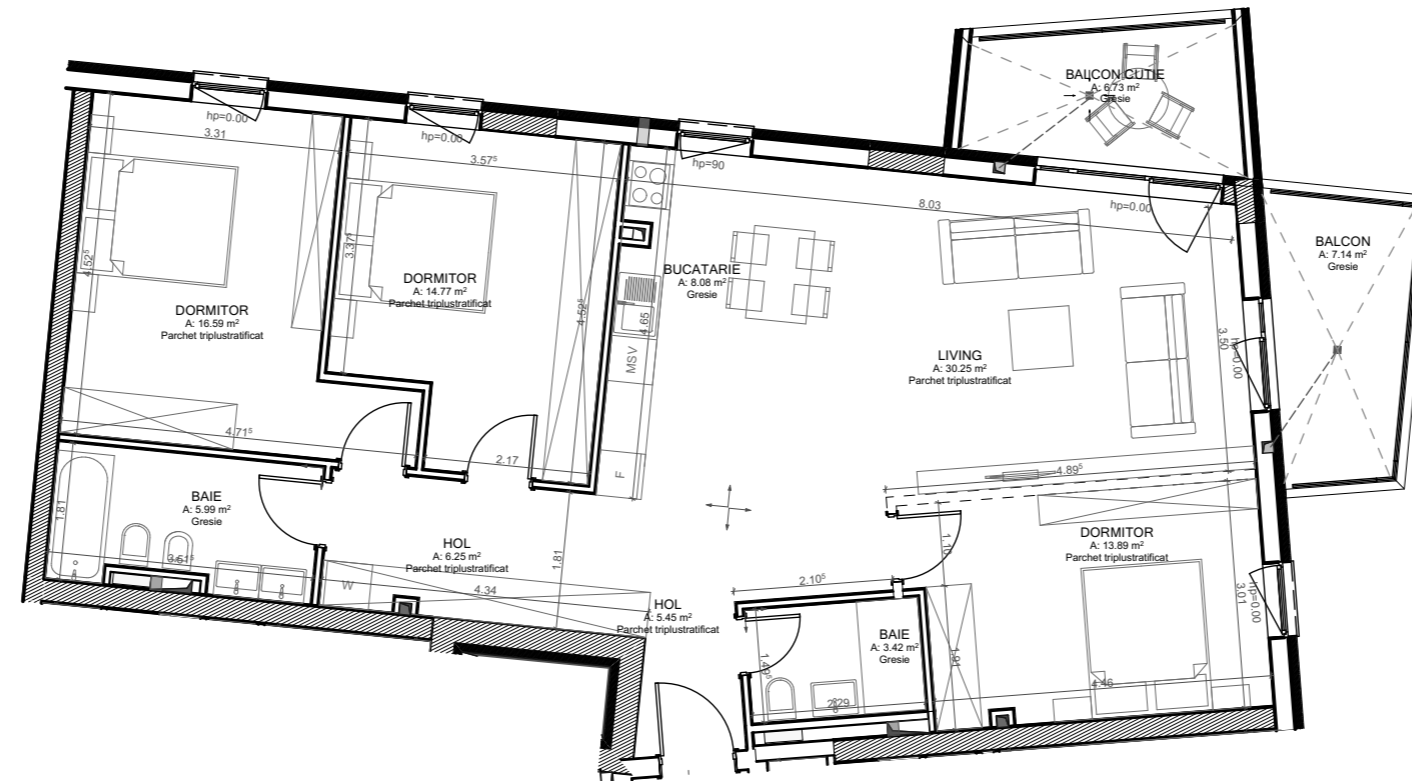 BALCON CUTIE
A: 6.73 m²
Gresie
hp=0.00
3.31
hp=0.00
3.57⁵
hp=90
8.03
hp=0.00
BALCON
A: 7.14 m²
Gresie
4.52⁵
3.37⁵
DORMITOR
A: 16.59 m²
Parchet triplustratificat
DORMITOR
A: 14.77 m²
Parchet triplustratificat
4.52⁵
BUCATARIE
A: 8.08 m²
Gresie
4.65
MSV
F
LIVING
A: 30.25 m²
Parchet triplustratificat
3.50
hp=0.00
4.71⁵
2.17
4.89⁵
BAIE
A: 5.99 m²
Gresie
1.81
3.51⁵
HOL
A: 6.25 m²
Parchet triplustratificat
1.81
W
4.34
HOL
A: 5.45 m²
Parchet triplustratificat
2.10⁵
DORMITOR
A: 13.89 m²
Parchet triplustratificat
3.01
hp=0.00
BAIE
A: 3.42 m²
Gresie
1.49⁵
2.29
1.91
4.46